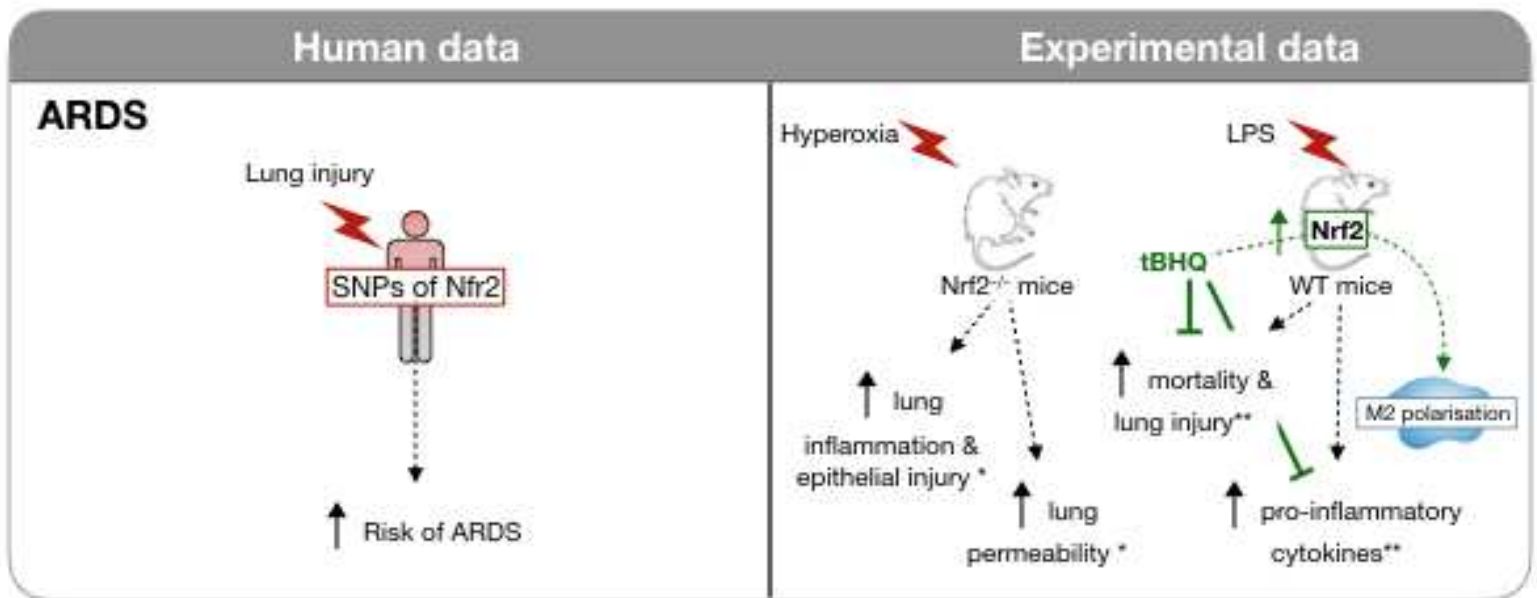 Human data
Experimental data
ARDS
Lung injury
SNPs of Nfr2
Risk of ARDS
Hyperoxia
Nrf2-/- mice
lung
inflammation &
epithelial injury *
lung
permeability *
LPS
Nrf2
tBHQ
WT mice
mortality &
lung injury**
M2 polarisation
pro-inflammatory
cytokines**